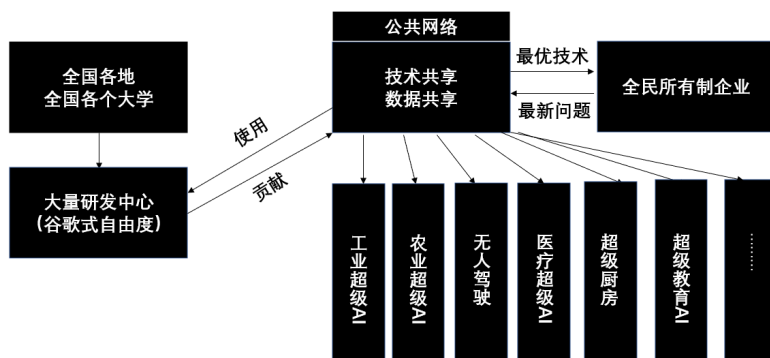 公共网络
技术共享
数据共享
全国各地
全国各个大学
最优技术
最新问题
全民所有制企业
使用
贡献
大量研发中心
(谷歌式自由度)
工业超级AI
农业超级AI
无人驾驶
医疗超级AI
超级厨房
超级教育AI
………